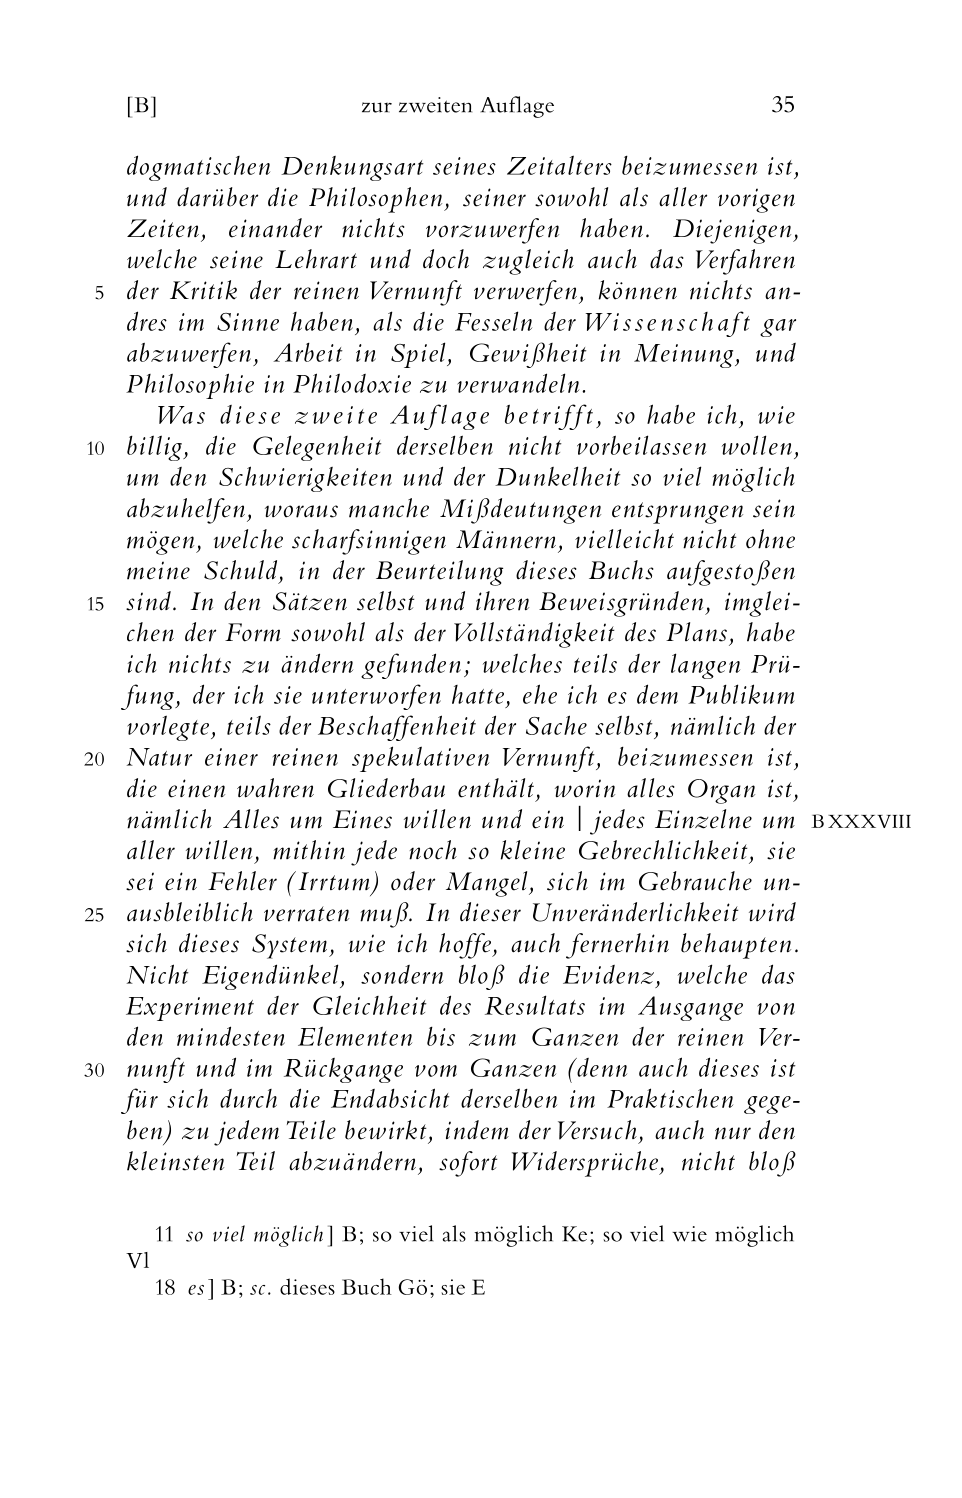 [B] zur zweiten Auflage 35
dogmatischen Denkungsart seines Zeitalters beizumessen ist,
und darüber die Philosophen, seiner sowohl als aller vorigen
Zeiten, einander nichts vorzuwerfen haben. Diejenigen,
welche seine Lehrart und doch zugleich auch das Verfahren
5 der Kritik der reinen Vernunft verwerfen, können nichts an-
dres im Sinne haben, als die Fesseln der Wissenschaft gar
abzuwerfen, Arbeit in Spiel, Gewißheit in Meinung, und
Philosophie in Philodoxie zu verwandeln.
Was diese zweite Auflage betrifft, so habe ich, wie
10 billig, die Gelegenheit derselben nicht vorbeilassen wollen,
um den Schwierigkeiten und der Dunkelheit so viel möglich
abzuhelfen, woraus manche Mißdeutungen entsprungen sein
mögen, welche scharfsinnigen Männern, vielleicht nicht ohne
meine Schuld, in der Beurteilung dieses Buchs aufgestoßen
15 sind. In den Sätzen selbst und ihren Beweisgründen, imglei-
chen der Form sowohl als der Vollständigkeit des Plans, habe
ich nichts zu ändern gefunden; welches teils der langen Prü-
fung, der ich sie unterworfen hatte, ehe ich es dem Publikum
vorlegte, teils der Beschaffenheit der Sache selbst, nämlich der
20 Natur einer reinen spekulativen Vernunft, beizumessen ist,
die einen wahren Gliederbau enthält, worin alles Organ ist,
nämlich Alles um Eines willen und ein | jedes Einzelne um B XXXVIII
aller willen, mithin jede noch so kleine Gebrechlichkeit, sie
sei ein Fehler (Irrtum) oder Mangel, sich im Gebrauche un-
25 ausbleiblich verraten muß. In dieser Unveränderlichkeit wird
sich dieses System, wie ich hoffe, auch fernerhin behaupten.
Nicht Eigendünkel, sondern bloß die Evidenz, welche das
Experiment der Gleichheit des Resultats im Ausgange von
den mindesten Elementen bis zum Ganzen der reinen Ver-
30 nunft und im Rückgange vom Ganzen (denn auch dieses ist
für sich durch die Endabsicht derselben im Praktischen gege-
ben) zu jedem Teile bewirkt, indem der Versuch, auch nur den
kleinsten Teil abzuändern, sofort Widersprüche, nicht bloß
11 so viel möglich] B; so viel als möglich Ke; so viel wie möglich
Vl
18 es] B; sc. dieses Buch Gö; sie E